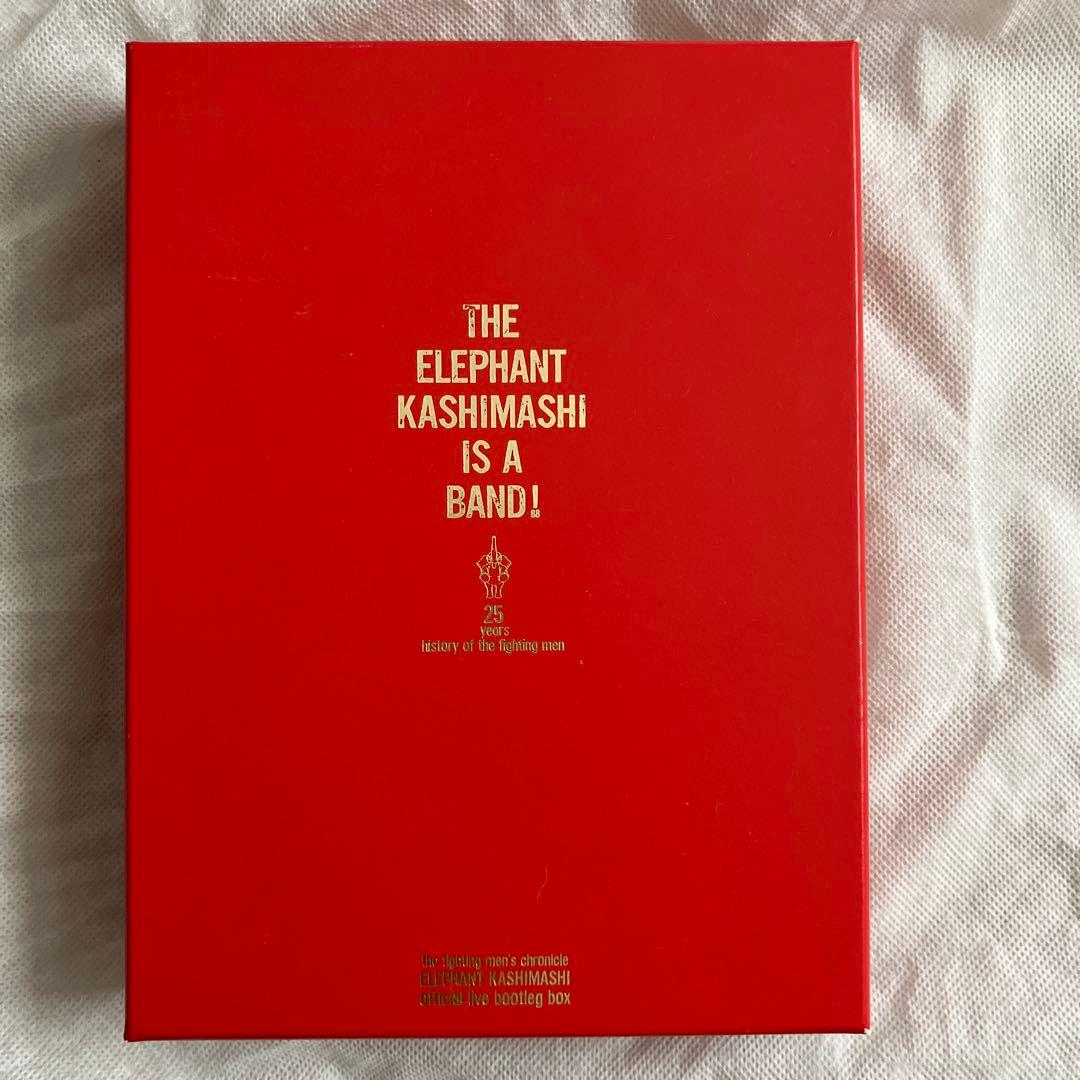 THE
ELEPHANT
KASHIMASHI
IS A
BAND!
68
25
years
history of the fighting men
the fighting men's chronicle
ELEPHANT KASHIMASHI
official live bootleg box